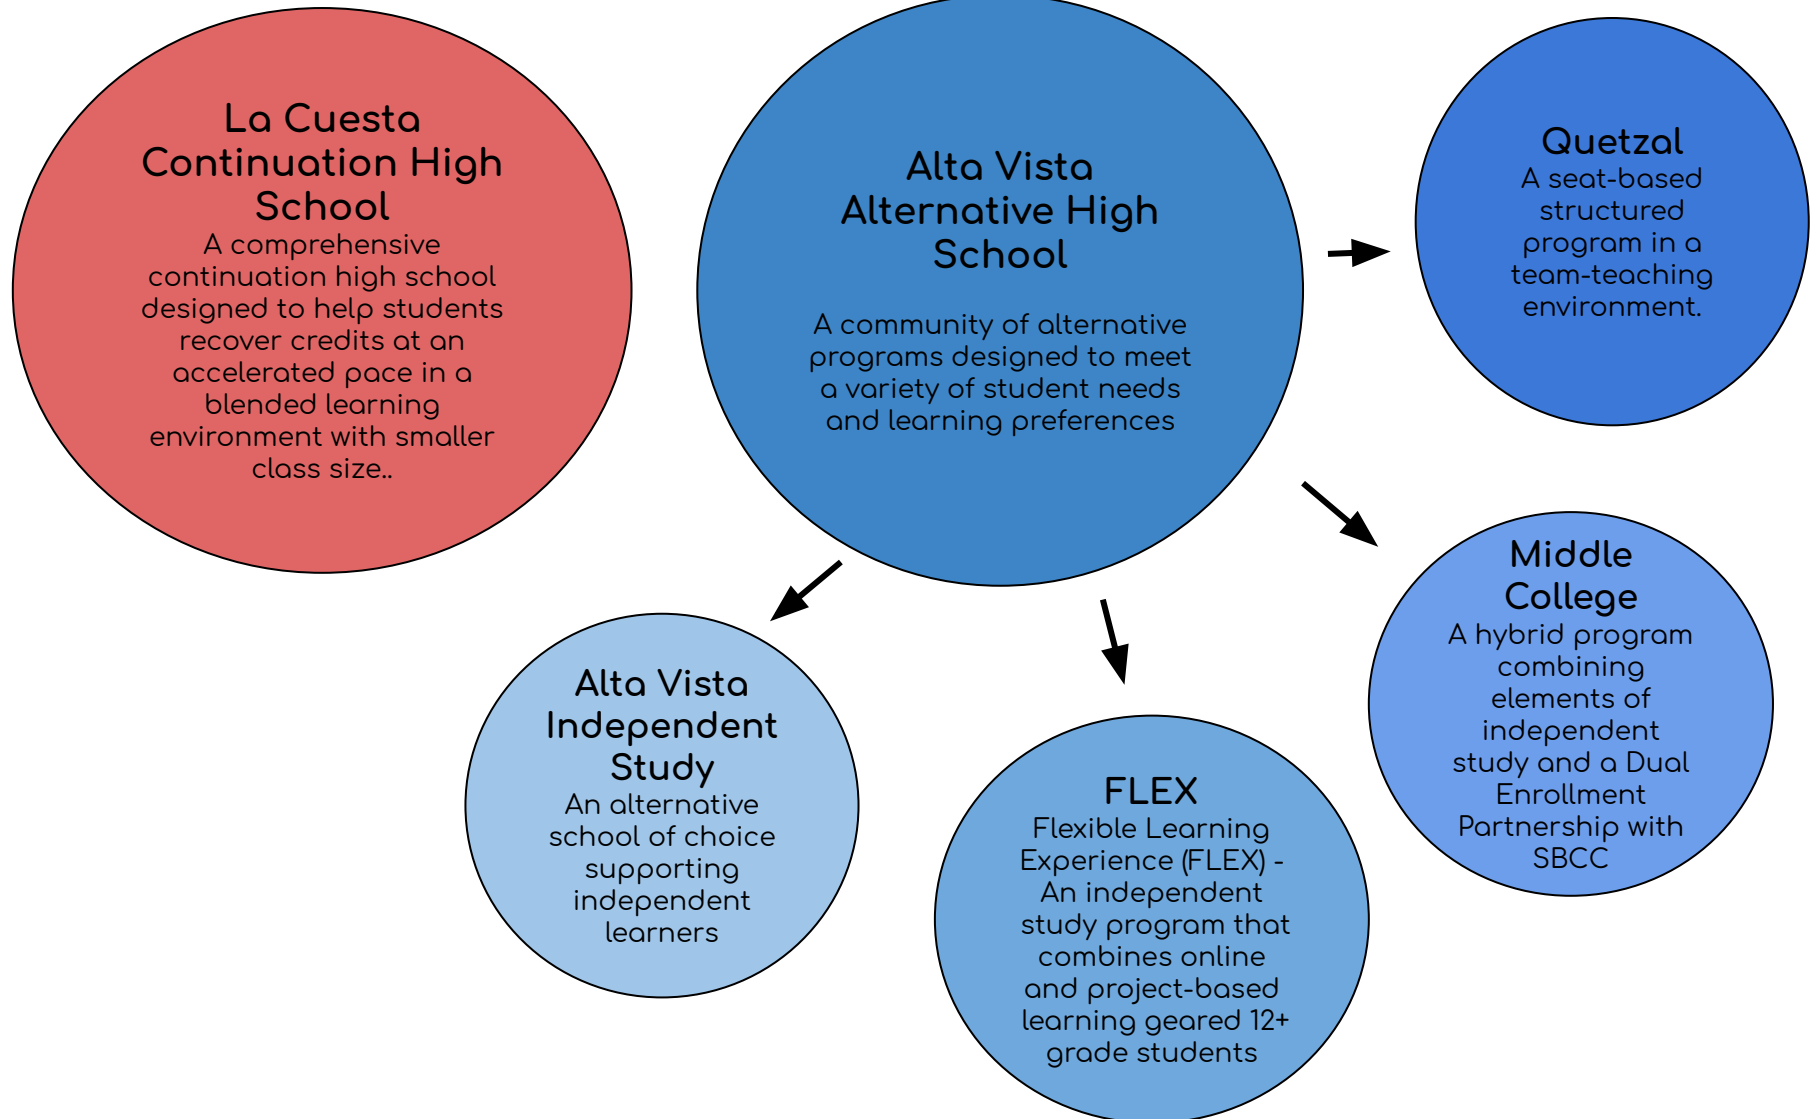 La Cuesta
Continuation High
School
A comprehensive
continuation high school
designed to help students
recover credits at an
accelerated pace in a
blended learning
environment with smaller
class size..
Alta Vista
Alternative High
School
A community of alternative
programs designed to meet
a variety of student needs
and learning preferences
Quetzal
A seat-based
structured
program in a
team-teaching
environment.
Middle
College
A hybrid program
combining
elements of
independent
study and a Dual
Enrollment
Partnership with
SBCC
Alta Vista
Independent
Study
An alternative
school of choice
supporting
independent
learners
FLEX
Flexible Learning
Experience (FLEX) -
An independent
study program that
combines online
and project-based
learning geared 12+
grade students